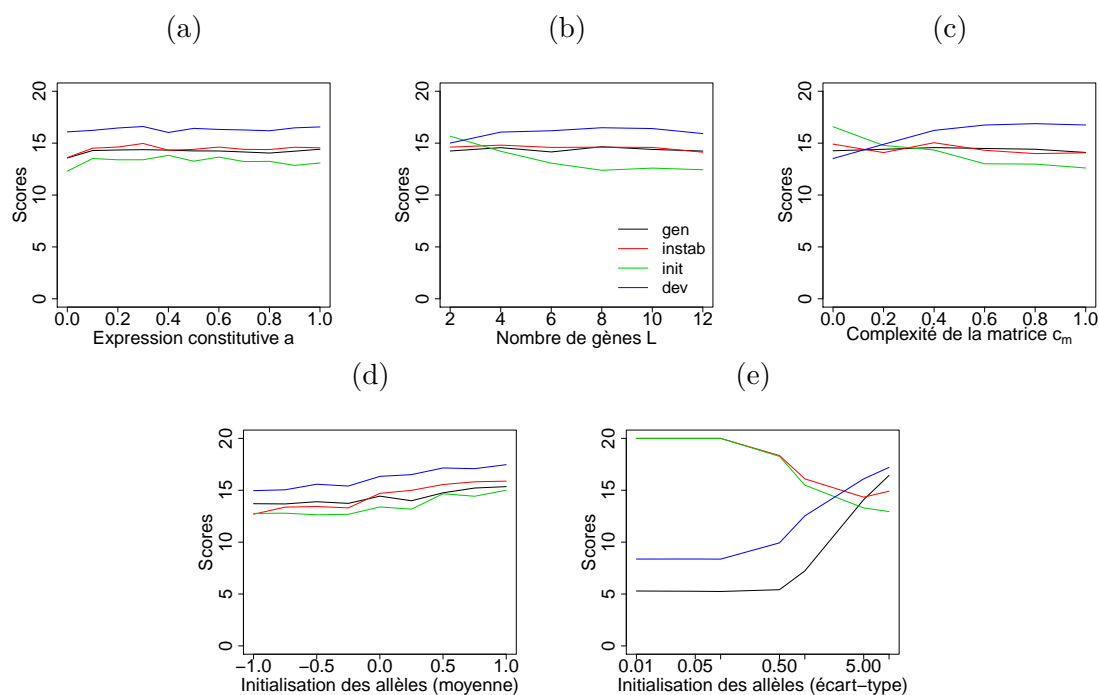 (a)
(b)
(c)
Scores
0 5 10 15 20
0.0 0.2 0.4 0.6 0.8 1.0
Expression constitutive a
Scores
0 5 10 15 20
2 4 6 8 10 12
Nombre de gènes L
gen
instab
init
dev
Scores
0 5 10 15 20
0.0 0.2 0.4 0.6 0.8 1.0
Complexité de la matrice cm
(d)
(e)
Scores
0 5 10 15 20
−1.0 −0.5 0.0 0.5 1.0
Initialisation des allèles (moyenne)
Scores
0 5 10 15 20
0.01 0.05 0.50 5.00
Initialisation des allèles (écart−type)